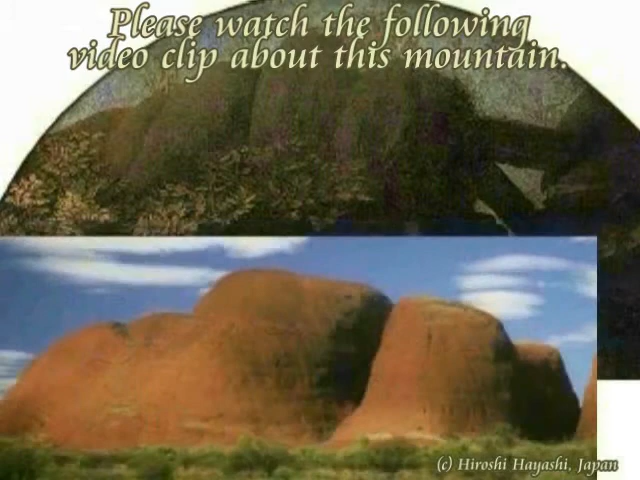 Please watch the following
video clip about this mountain.
(c) Hiroshi Hayashi, Japan